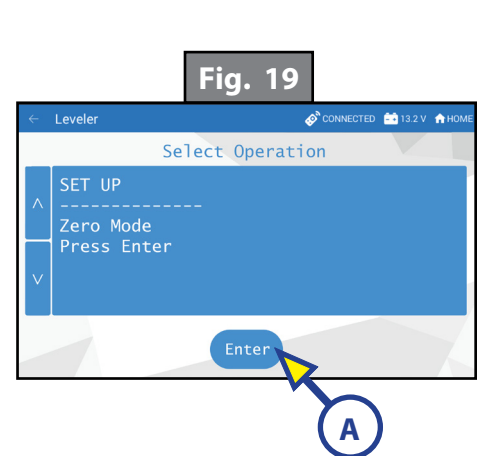 Fig. 19
← Leveler CONNECTED 13.2 V HOME
Select Operation
SET UP
--------------
Zero Mode
Press Enter
Enter
A